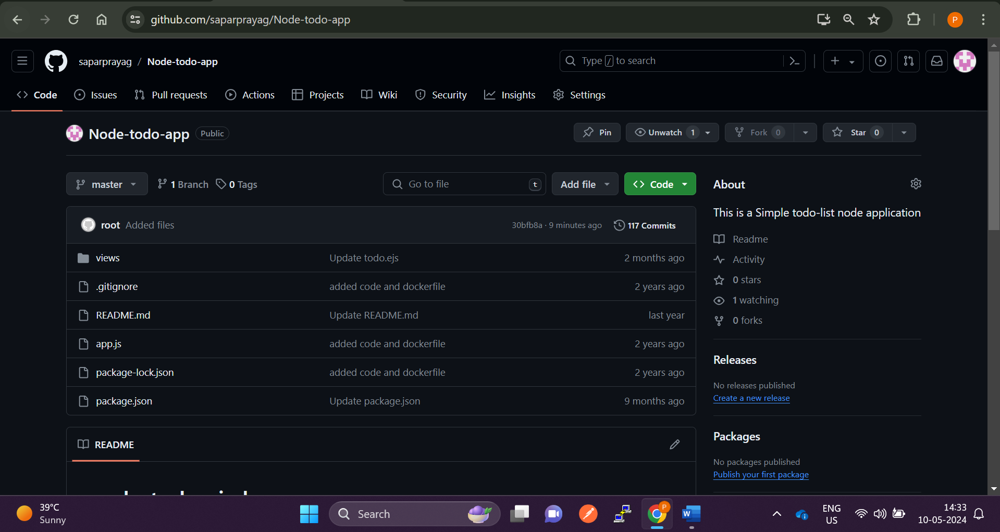 github.com/saparprayag/Node-todo-app
P
saparprayag / Node-todo-app
Type / to search
Code Issues Pull requests Actions Projects Wiki Security Insights Settings
Node-todo-app Public
Pin Unwatch 1 Fork 0 Star 0
master 1 Branch 0 Tags Go to file t Add file Code
root Added files 30bfb8a · 9 minutes ago 117 Commits
views Update todo.ejs 2 months ago
.gitignore added code and dockerfile 2 years ago
README.md Update README.md last year
app.js added code and dockerfile 2 years ago
package-lock.json added code and dockerfile 2 years ago
package.json Update package.json 9 months ago
README
About
This is a Simple todo-list node application
Readme
Activity
0 stars
1 watching
0 forks
Releases
No releases published
Create a new release
Packages
No packages published
Publish your first package
39°C
Sunny
Search
P
W
ENG
US
14:33
10-05-2024